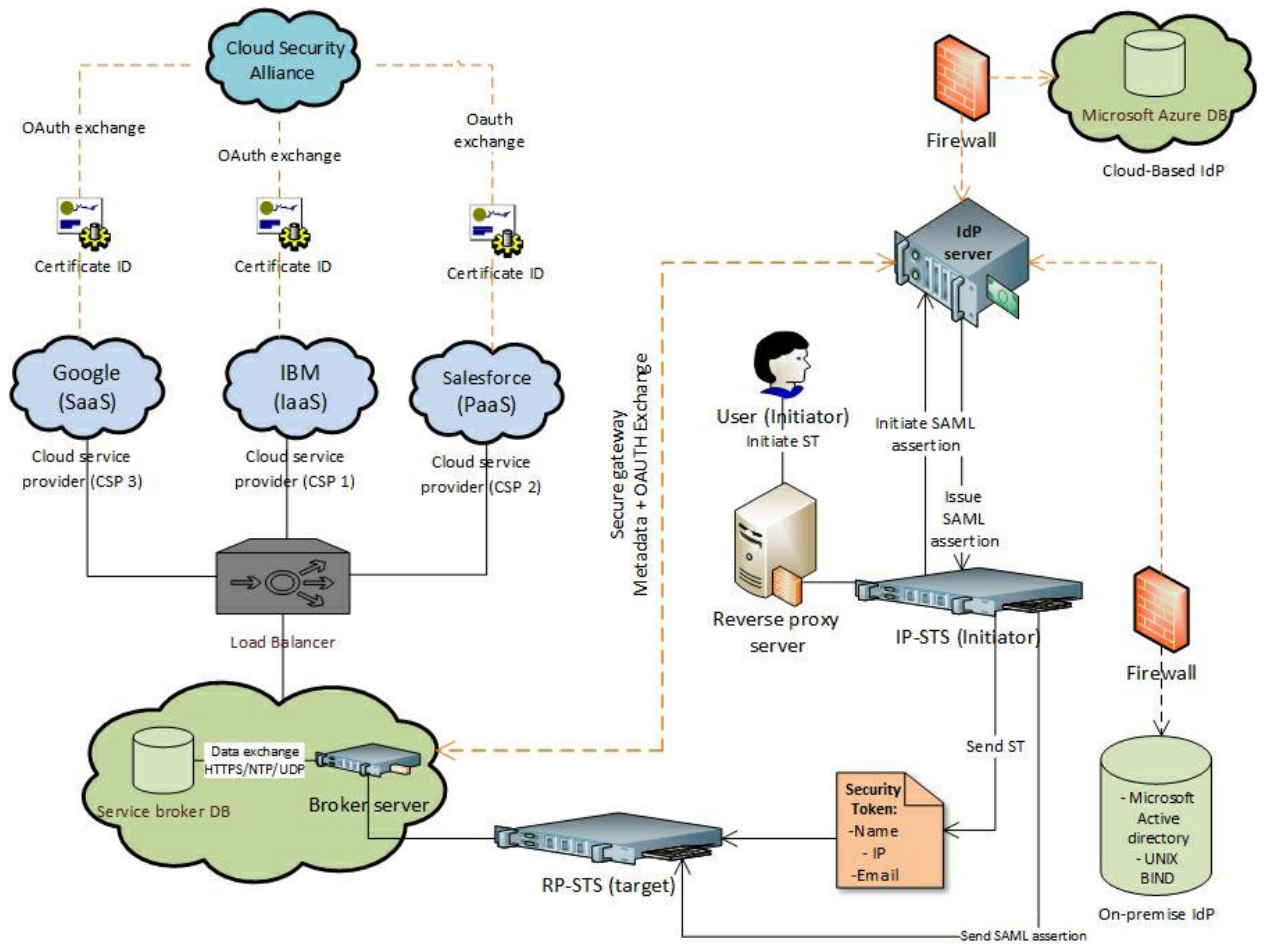 Cloud Security
Alliance
OAuth exchange
OAuth exchange
Oauth
exchange
Certificate ID
Certificate ID
Certificate ID
Google
(SaaS)
IBM
(IaaS)
Salesforce
(PaaS)
Cloud service
provider (CSP 3)
Cloud service
provider (CSP 1)
Cloud service
provider (CSP 2)
Load Balancer
Data exchange
HTTPS/NTP/UDP
Service broker DB
Broker server
Secure gateway
Metadata + OAUTH Exchange
Firewall
Microsoft Azure DB
Cloud-Based IdP
IdP
server
User (Initiator)
Initiate ST
Initiate SAML
assertion
Issue
SAML
assertion
Reverse proxy
server
IP-STS (Initiator)
Firewall
Send ST
Security
Token:
-Name
- IP
-Email
RP-STS (target)
- Microsoft
Active
directory
- UNIX
BIND
On-premise IdP
Send SAML assertion